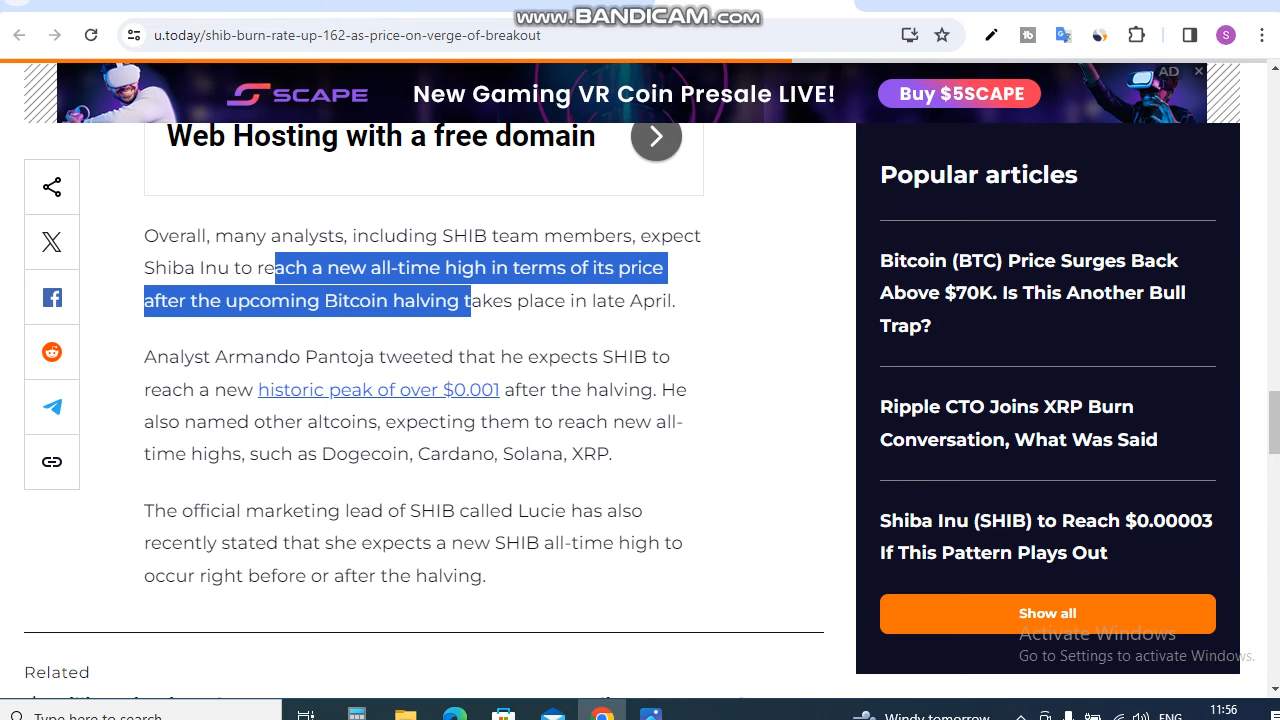 www.BANDICAM.com
u.today/shib-burn-rate-up-162-as-price-on-verge-of-breakout
S
AD
SCAPE
New Gaming VR Coin Presale LIVE!
Buy $5SCAPE
Web Hosting with a free domain
Overall, many analysts, including SHIB team members, expect
Shiba Inu to reach a new all-time high in terms of its price
after the upcoming Bitcoin halving takes place in late April.
Analyst Armando Pantoja tweeted that he expects SHIB to
reach a new historic peak of over $0.001 after the halving. He
also named other altcoins, expecting them to reach new all-
time highs, such as Dogecoin, Cardano, Solana, XRP.
The official marketing lead of SHIB called Lucie has also
recently stated that she expects a new SHIB all-time high to
occur right before or after the halving.
Related
Popular articles
Bitcoin (BTC) Price Surges Back
Above $70K. Is This Another Bull
Trap?
Ripple CTO Joins XRP Burn
Conversation, What Was Said
Shiba Inu (SHIB) to Reach $0.00003
If This Pattern Plays Out
Show all
Activate Windows
Go to Settings to activate Windows.
Type here to search
Windy tomorrow
ENG
11:56